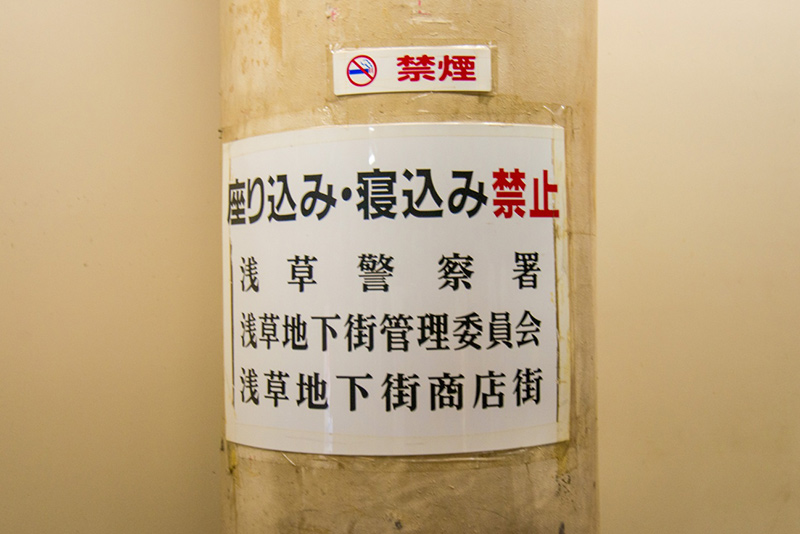 禁煙
座り込み・寝込み禁止
浅草警察署
浅草地下街管理委員会
浅草地下街商店街